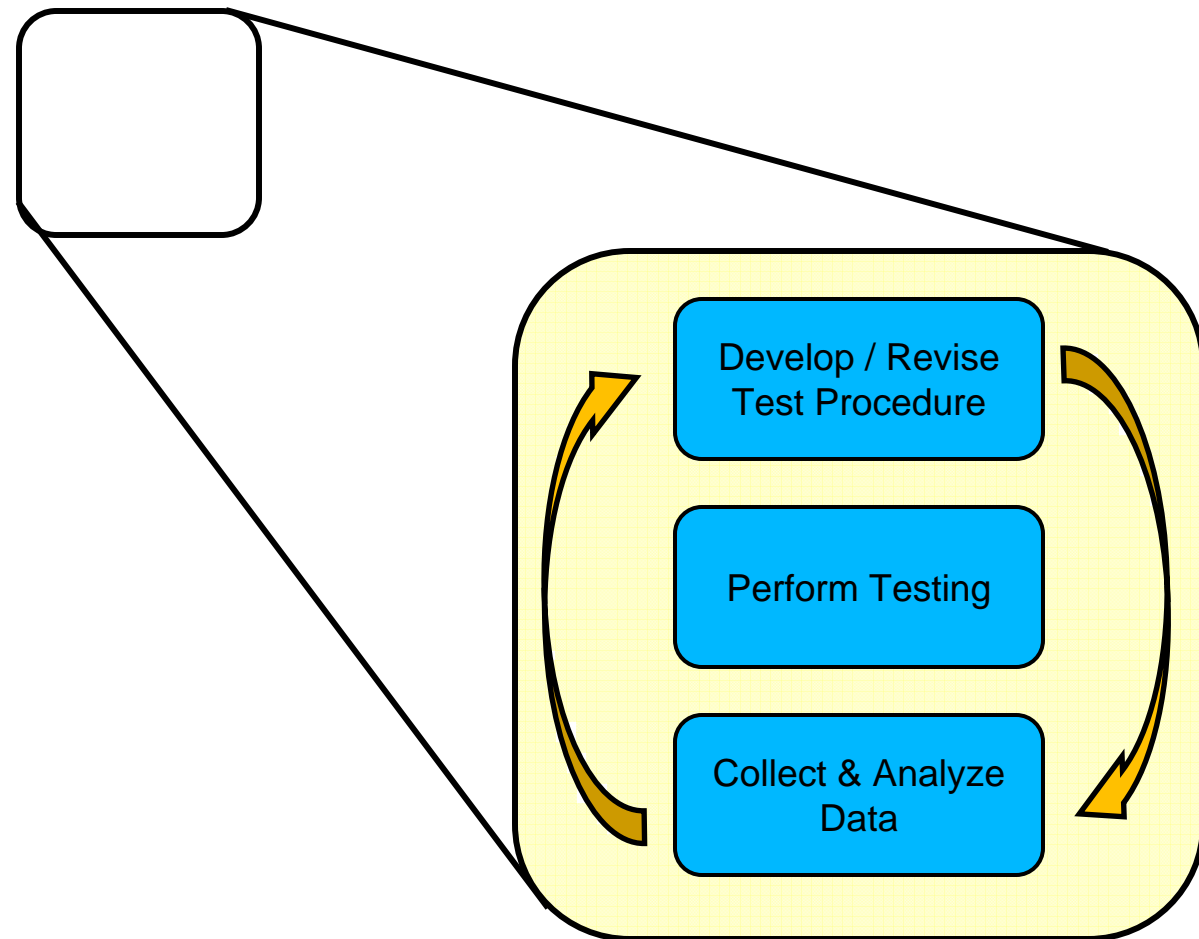 Develop / Revise
Test Procedure
Perform Testing
Collect & Analyze
Data